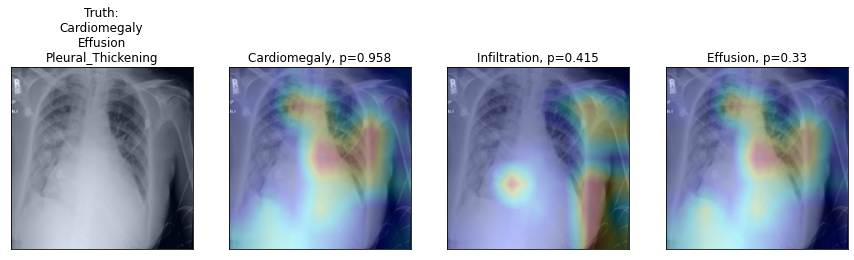 Truth:
Cardiomegaly
Effusion
Pleural_Thickening
Cardiomegaly, p=0.958
Infiltration, p=0.415
Effusion, p=0.33